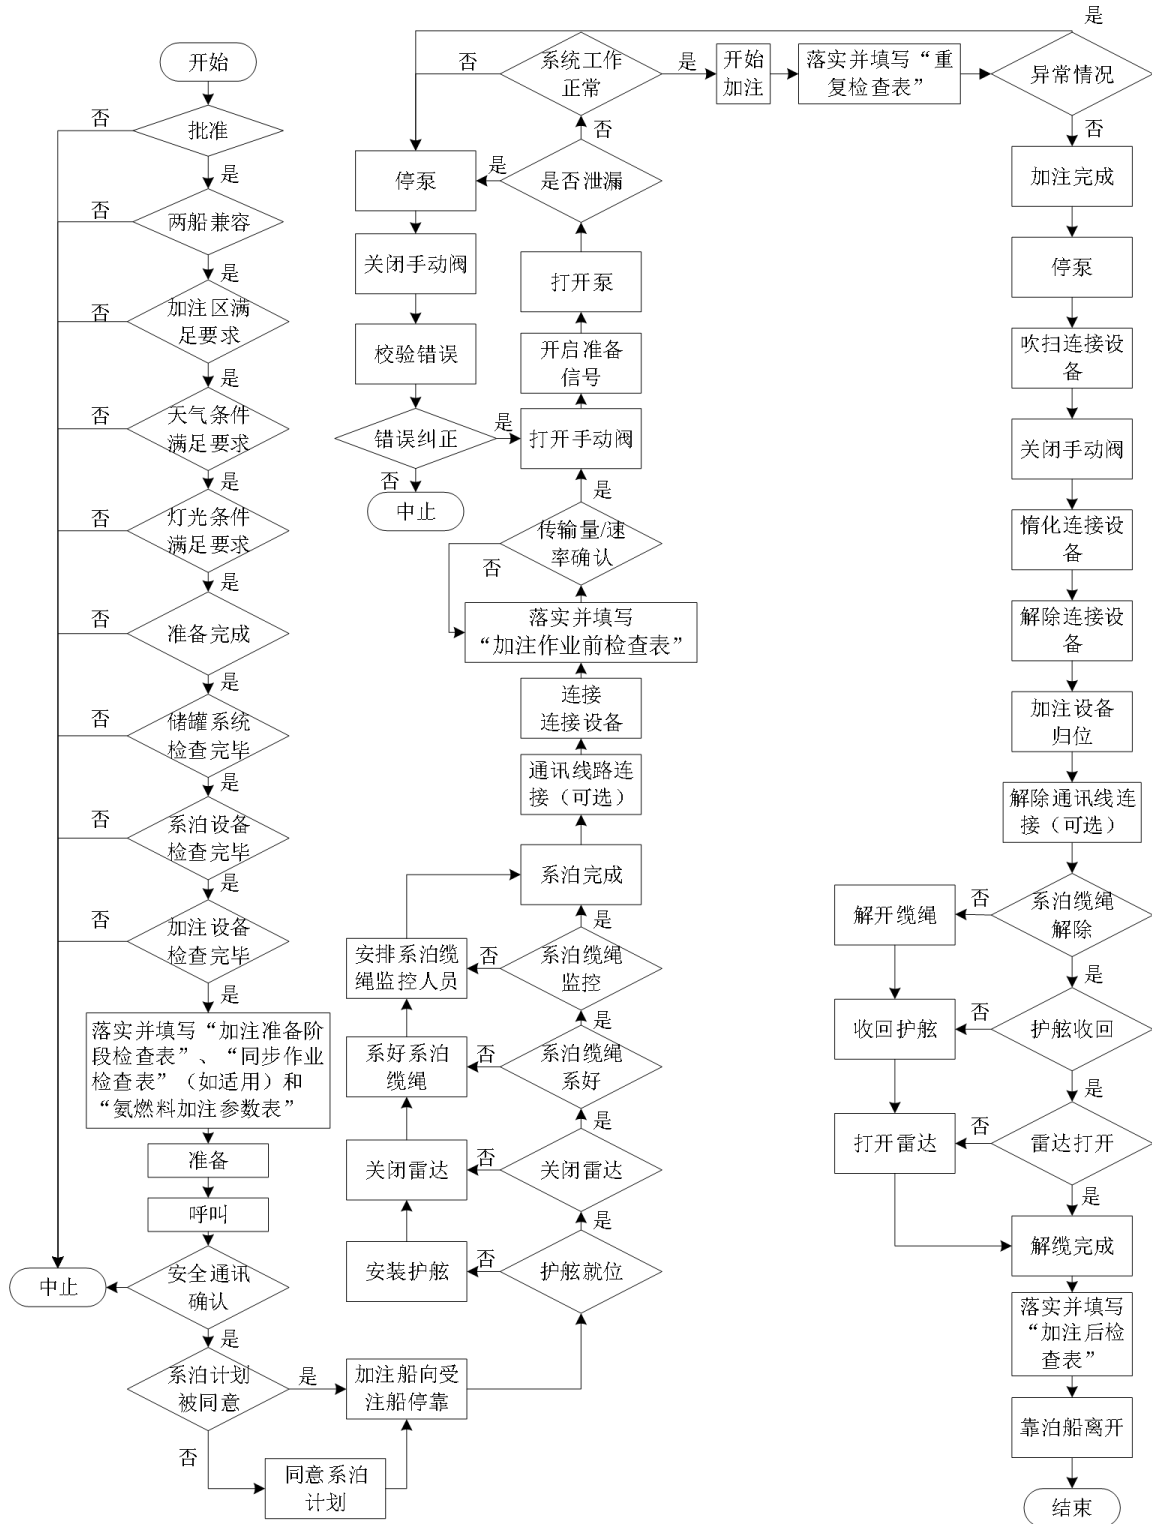 开始
批准
否
是
两船兼容
否
是
加注区满
足要求
否
是
天气条件
满足要求
否
是
灯光条件
满足要求
否
是
准备完成
否
是
储罐系统
检查完毕
否
是
系泊设备
检查完毕
否
是
加注设备
检查完毕
否
是
落实并填写“加注准备阶
段检查表”、“同步作业
检查表”（如适用）和
“氨燃料加注参数表”
准备
呼叫
安全通讯
确认
中止
是
系泊计划
被同意
是
否
同意系泊
计划
加注船向受
注船停靠
护舷就位
否
安装护舷
是
关闭雷达
否
关闭雷达
是
系泊缆绳
系好
否
系好系泊
缆绳
是
系泊缆绳
监控
否
安排系泊缆
绳监控人员
是
系泊完成
通讯线路连
接（可选）
连接
连接设备
落实并填写
“加注作业前检查表”
传输量/速
率确认
否
是
打开手动阀
开启准备
信号
打开泵
是否泄漏
是
否
系统工作
正常
否
是
停泵
关闭手动阀
校验错误
错误纠正
是
否
中止
开始
加注
落实并填写“重
复检查表”
异常情况
是
否
加注完成
停泵
吹扫连接设
备
关闭手动阀
惰化连接设
备
解除连接设
备
加注设备
归位
解除通讯线连
接（可选）
系泊缆绳
解除
否
解开缆绳
是
护舷收回
否
收回护舷
是
雷达打开
否
打开雷达
是
解缆完成
落实并填写
“加注后检
查表”
靠泊船离开
结束